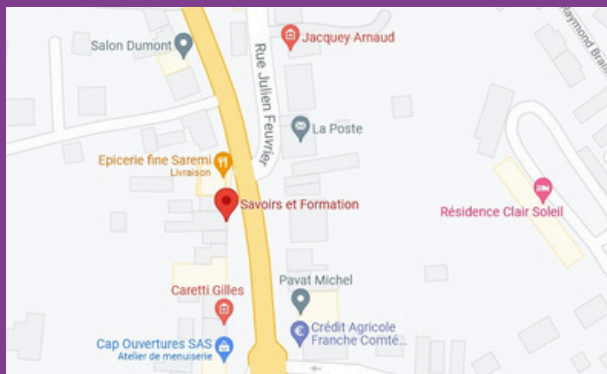 Jacquey Arnaud
Salon Dumont
Rue Julien Feuvrier
La Poste
Epicerie fine Saremi
Livraison
Savoirs et Formation
Résidence Clair Soleil
Pavat Michel
Caretti Gilles
Crédit Agricole
Franche Comté...
Cap Ouvertures SAS
Atelier de menuiserie
Raymond